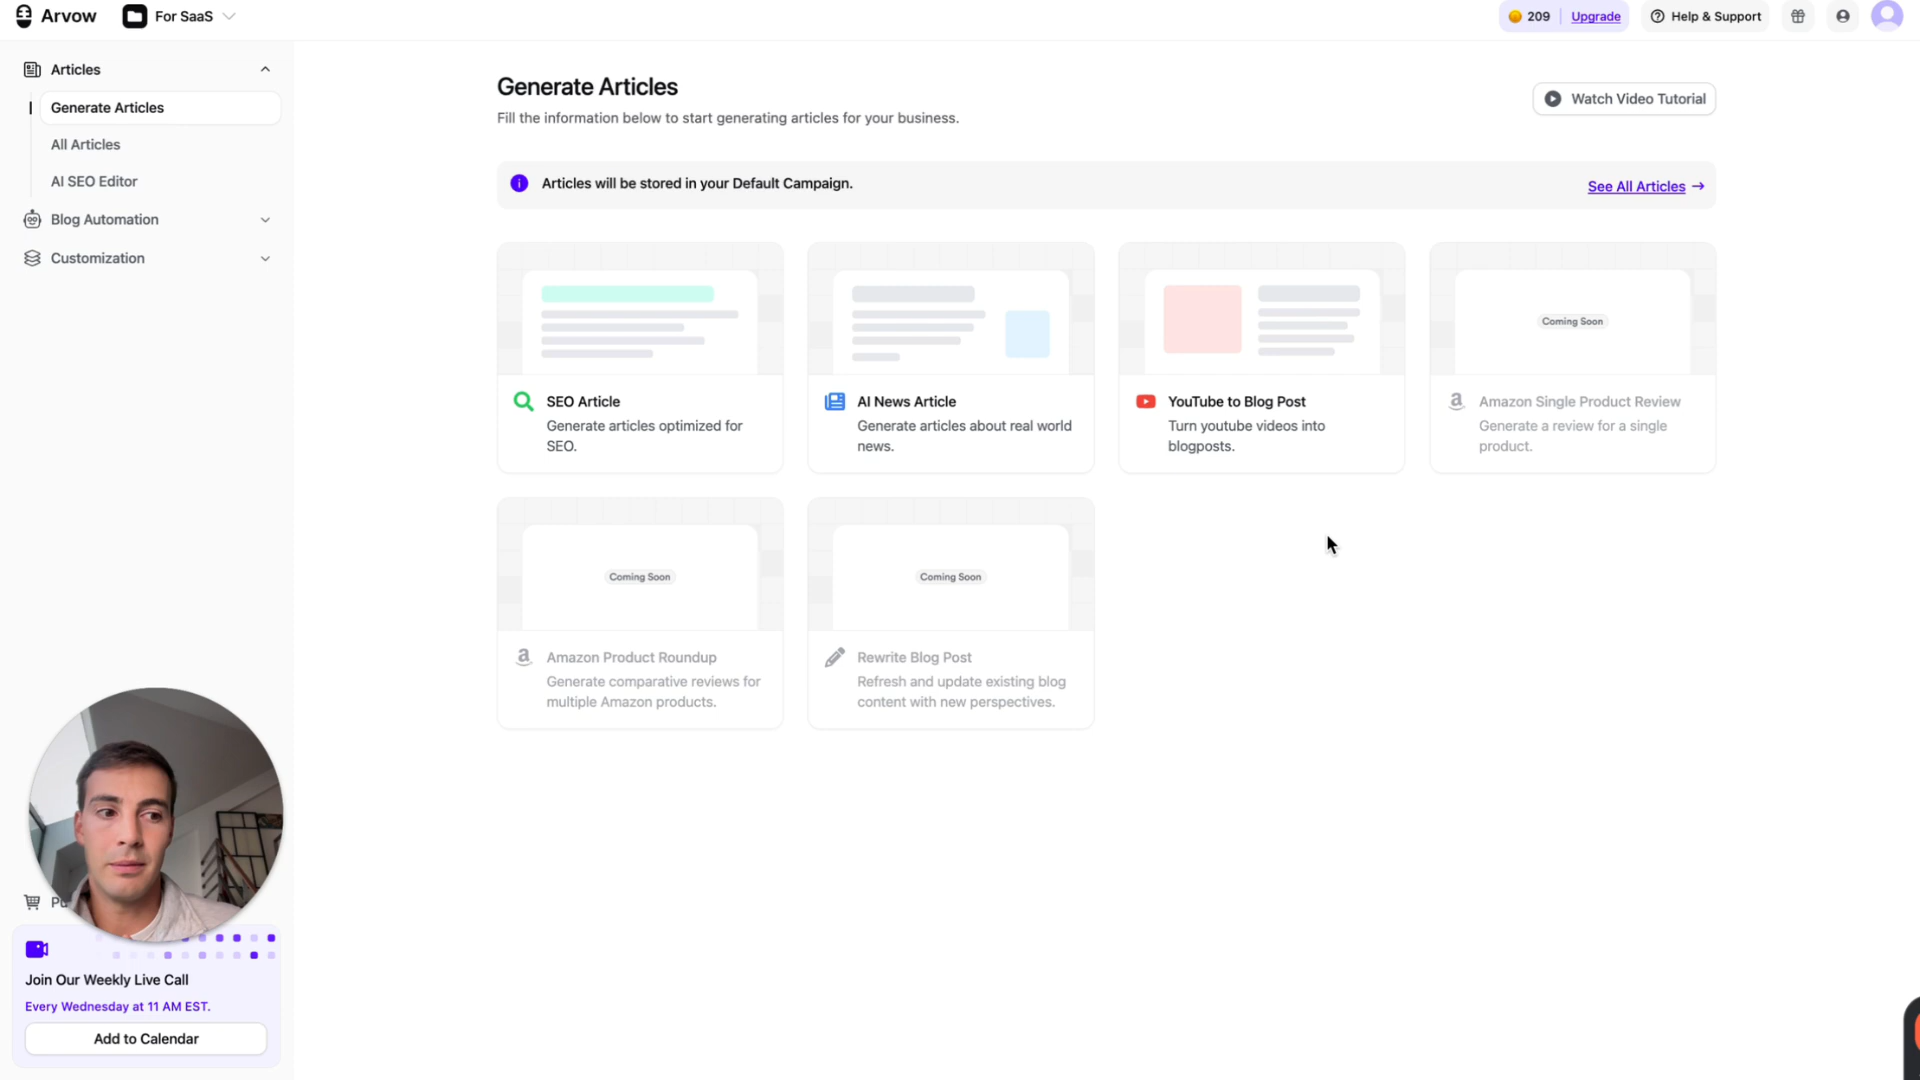 Arvow
For SaaS
209
Upgrade
Help & Support
Articles
Generate Articles
All Articles
AI SEO Editor
Blog Automation
Customization
Generate Articles
Fill the information below to start generating articles for your business.
Watch Video Tutorial
Articles will be stored in your Default Campaign.
See All Articles →
SEO Article
Generate articles optimized for
SEO.
AI News Article
Generate articles about real world
news.
YouTube to Blog Post
Turn youtube videos into
blogposts.
Coming Soon
Amazon Single Product Review
Generate a review for a single
product.
Coming Soon
Amazon Product Roundup
Generate comparative reviews for
multiple Amazon products.
Coming Soon
Rewrite Blog Post
Refresh and update existing blog
content with new perspectives.
Join Our Weekly Live Call
Every Wednesday at 11 AM EST.
Add to Calendar